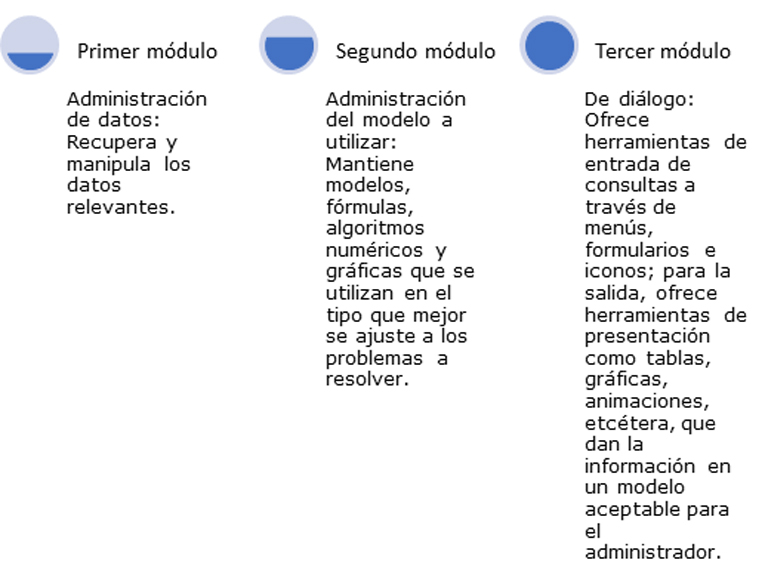 Primer módulo
Administración
de datos:
Recupera y
manipula los
datos
relevantes.
Segundo módulo
Administración
del modelo a
utilizar:
Mantiene
modelos,
fórmulas,
algoritmos
numéricos y
gráficas que se
utilizan en el
tipo que mejor
se ajuste a los
problemas a
resolver.
Tercer módulo
De diálogo:
Ofrece
herramientas de
entrada de
consultas a
través de
menús,
formularios e
iconos; para la
salida, ofrece
herramientas de
presentación
como tablas,
gráficas,
animaciones,
etcétera, que
dan la
información en
un modelo
aceptable para
el
administrador.